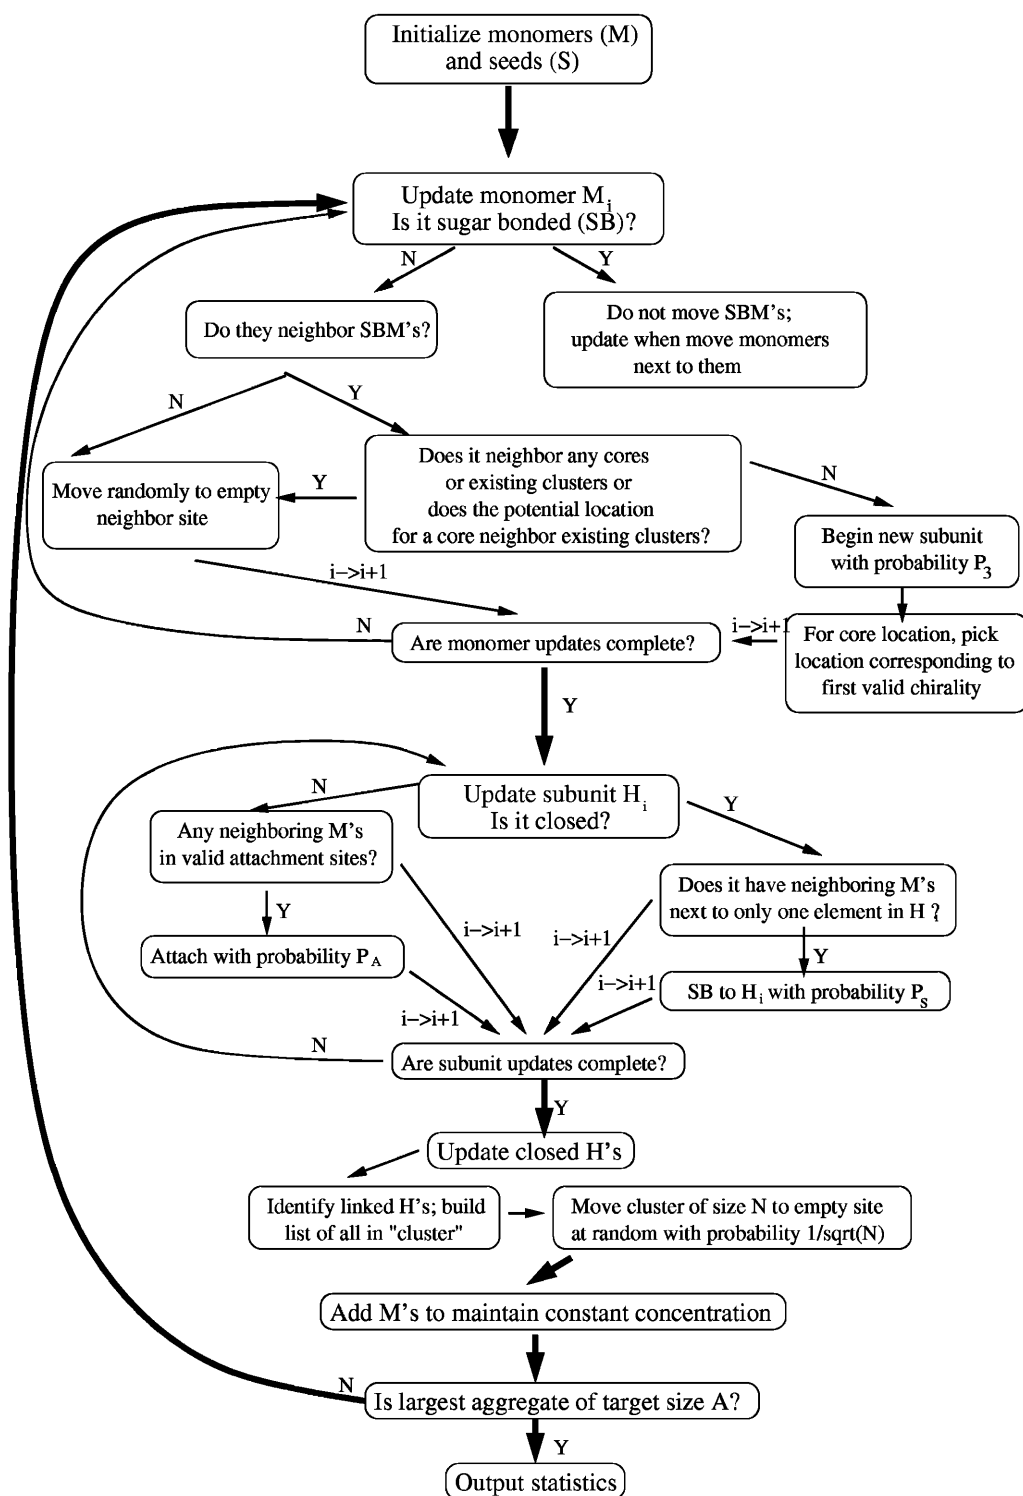 Initialize monomers (M)
and seeds (S)
Update monomer M i
Is it sugar bonded (SB)?
N
Y
Do they neighbor SBM's?
Do not move SBM's;
update when move monomers
next to them
N
Y
Does it neighbor any cores
or existing clusters or
does the potential location
for a core neighbor existing clusters?
Y
N
Move randomly to empty
neighbor site
Begin new subunit
with probability P3
i->i+1
N
Are monomer updates complete?
i->i+1
For core location, pick
location corresponding to
first valid chirality
Y
Update subunit H i
Is it closed?
N
Y
Any neighboring M's
in valid attachment sites?
Does it have neighboring M's
next to only one element in H i?
Y
i->i+1
i->i+1
Y
Attach with probability P A
i->i+1
SB to H i with probability P S
i->i+1
N
Are subunit updates complete?
Y
Update closed H's
Identify linked H's; build
list of all in "cluster"
Move cluster of size N to empty site
at random with probability 1/sqrt(N)
Add M's to maintain constant concentration
N
Is largest aggregate of target size A?
Y
Output statistics